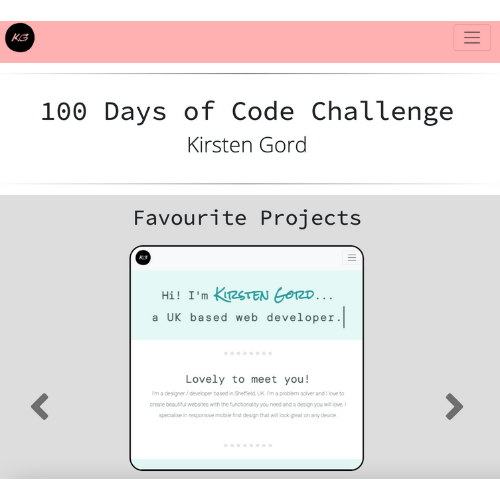 KG
100 Days of Code Challenge
Kirsten Gord
Favourite Projects
KG
Hi! I'm Kirsten Gord...
a UK based web developer.
Lovely to meet you!
I'm a designer / developer based in Sheffield, UK. I'm a problem solver and I love to
create beautiful websites with the functionality you need and a design you will love. I
specialise in responsive mobile first design that will look great on any device.